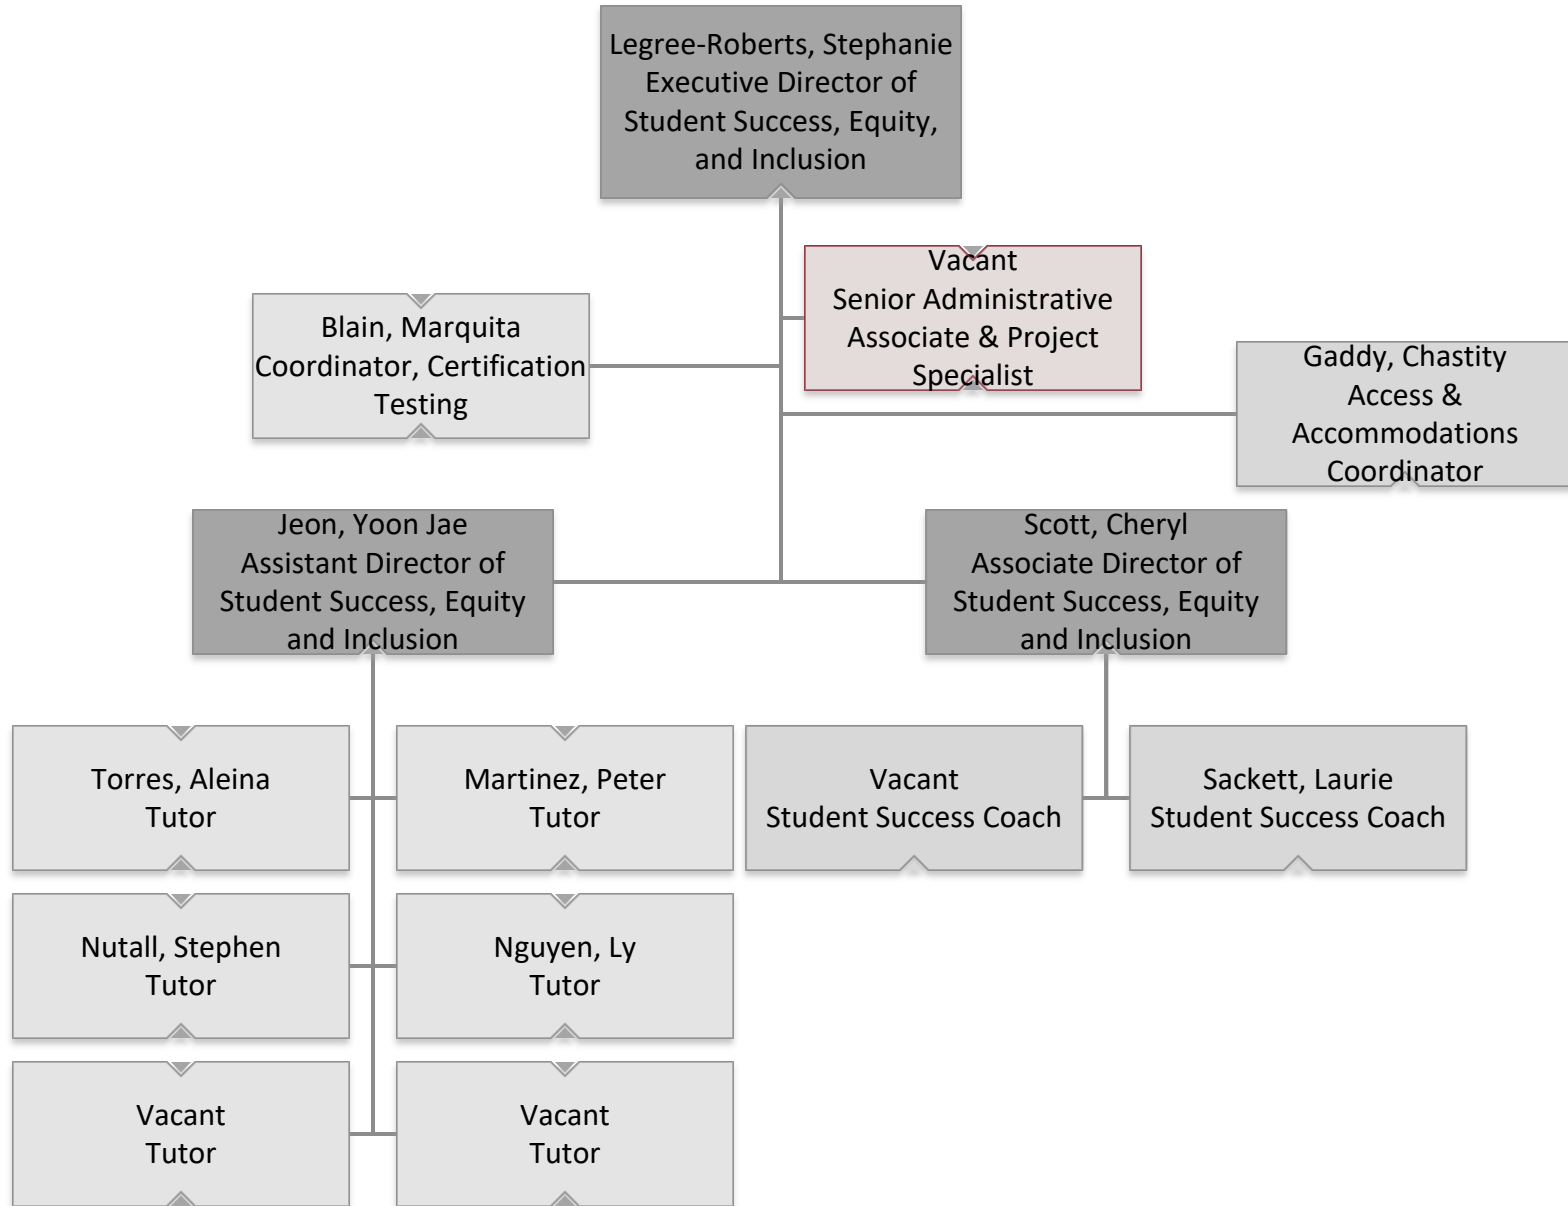 Legree-Roberts, Stephanie
Executive Director of
Student Success, Equity,
and Inclusion
Vacant
Senior Administrative
Associate & Project
Specialist
Blain, Marquita
Coordinator, Certification
Testing
Gaddy, Chastity
Access &
Accommodations
Coordinator
Jeon, Yoon Jae
Assistant Director of
Student Success, Equity
and Inclusion
Scott, Cheryl
Associate Director of
Student Success, Equity
and Inclusion
Torres, Aleina
Tutor
Martinez, Peter
Tutor
Vacant
Student Success Coach
Sackett, Laurie
Student Success Coach
Nutall, Stephen
Tutor
Nguyen, Ly
Tutor
Vacant
Tutor
Vacant
Tutor